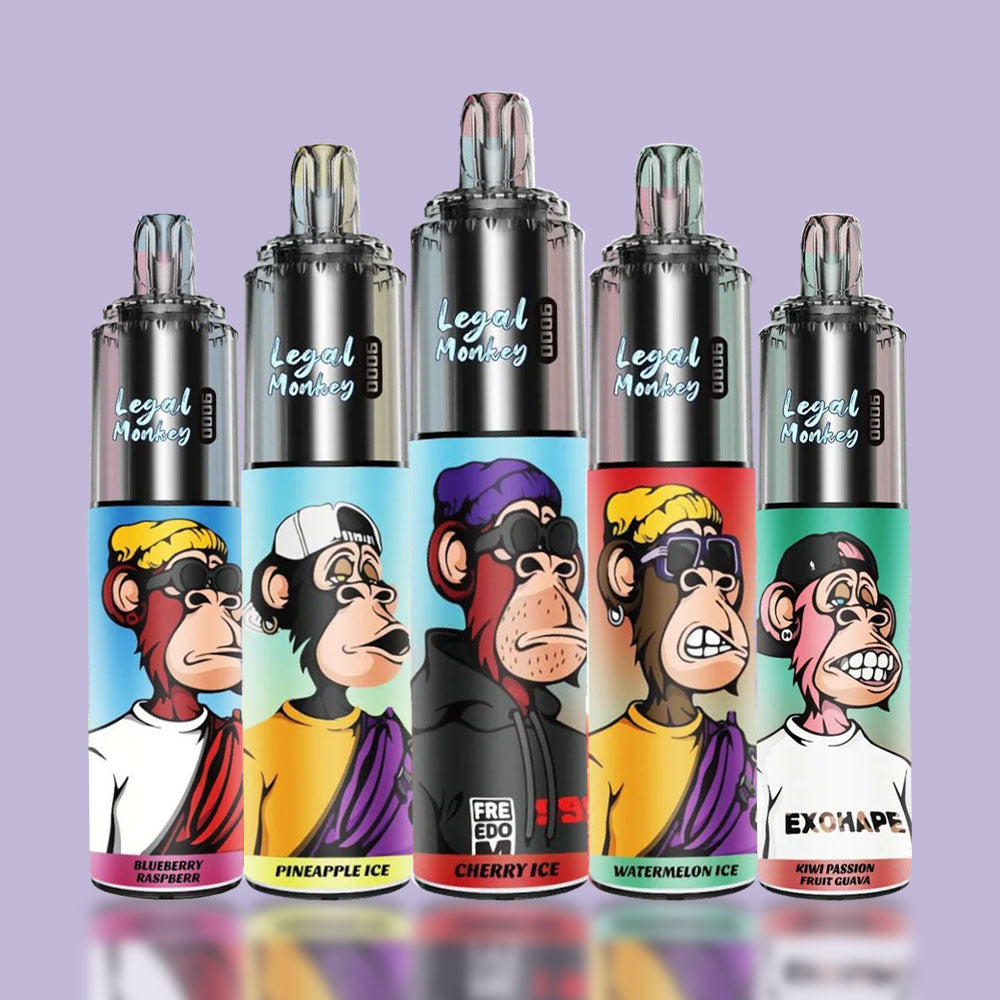 Legal
Monkey
9000
BLUEBERRY
RASPBERR
Legal
Monkey
9000
PINEAPPLE ICE
Legal
Monkey
9000
FRE
EDO
M
CHERRY ICE
Legal
Monkey
9000
WATERMELON ICE
Legal
Monkey
9000
EXOHAPE
KIWI PASSION
FRUIT GUAVA